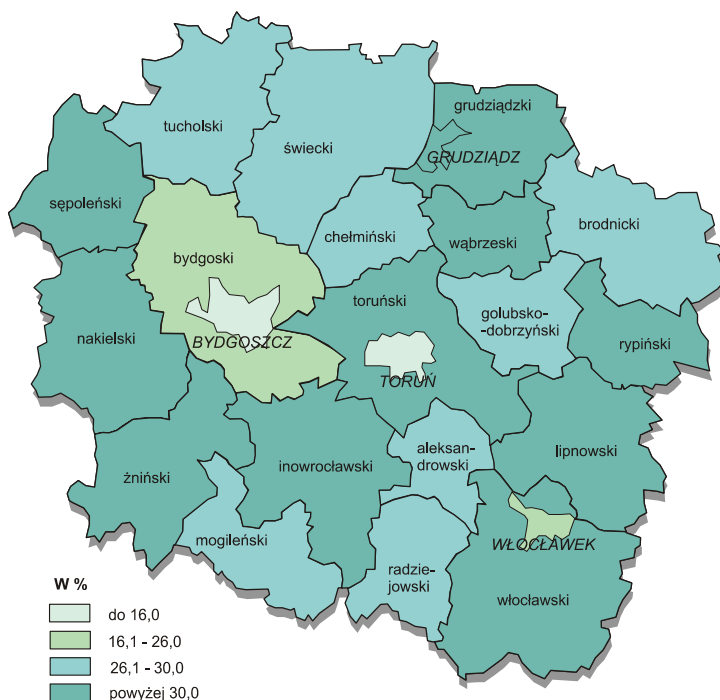 grudziądzki
tucholski
świecki
GRUDZIĄDZ
sępoleński
brodnicki
chełmiński
wąbrzeski
bydgoski
toruński
golubsko-
-dobrzyński
nakielski
BYDGOSZCZ
rypiński
TORUŃ
aleksan-
drowski
lipnowski
żniński
inowrocławski
mogileński
WŁOCŁAWEK
radzie-
jowski
włocławski
W %
do 16,0
16,1 - 26,0
26,1 - 30,0
powyżej 30,0